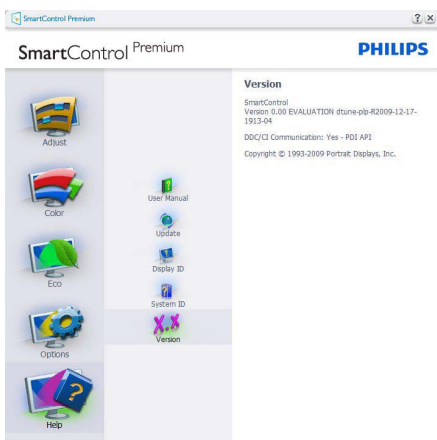 SmartControl Premium
SmartControl Premium
PHILIPS
Adjust
Color
Eco
Options
Help
User Manual
Update
Display ID
System ID
X.X
Version
Version
SmartControl
Version 0.00 EVALUATION dtune-plp-R2009-12-17-
1913-04
DDC/CI Communication: Yes - PDI API
Copyright © 1993-2009 Portrait Displays, Inc.